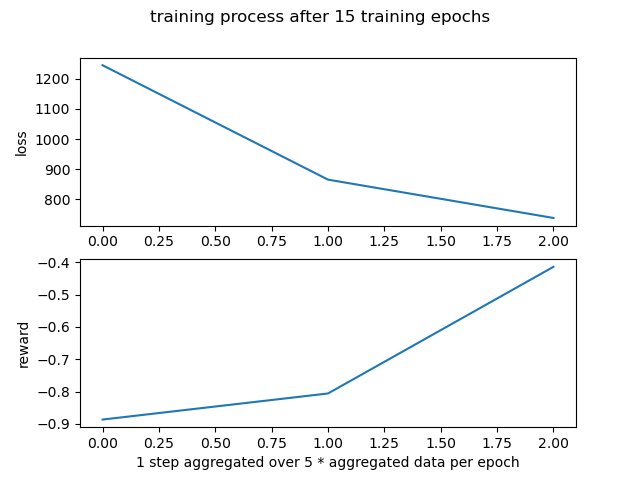 training process after 15 training epochs
1200
1100
1000
900
800
loss
0.00 0.25 0.50 0.75 1.00 1.25 1.50 1.75 2.00
−0.4
−0.5
−0.6
−0.7
−0.8
−0.9
reward
0.00 0.25 0.50 0.75 1.00 1.25 1.50 1.75 2.00
1 step aggregated over 5 * aggregated data per epoch